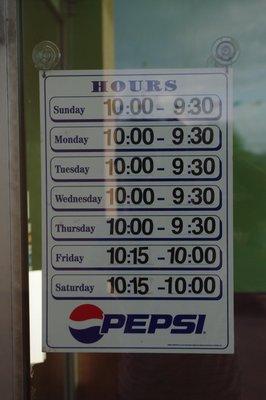 HOURS
Sunday 10:00 - 9:30
Monday 10:00 - 9:30
Tuesday 10:00 - 9:30
Wednesday 10:00 - 9:30
Thursday 10:00 - 9:30
Friday 10:15 - 10:00
Saturday 10:15 - 10:00
PEPSI